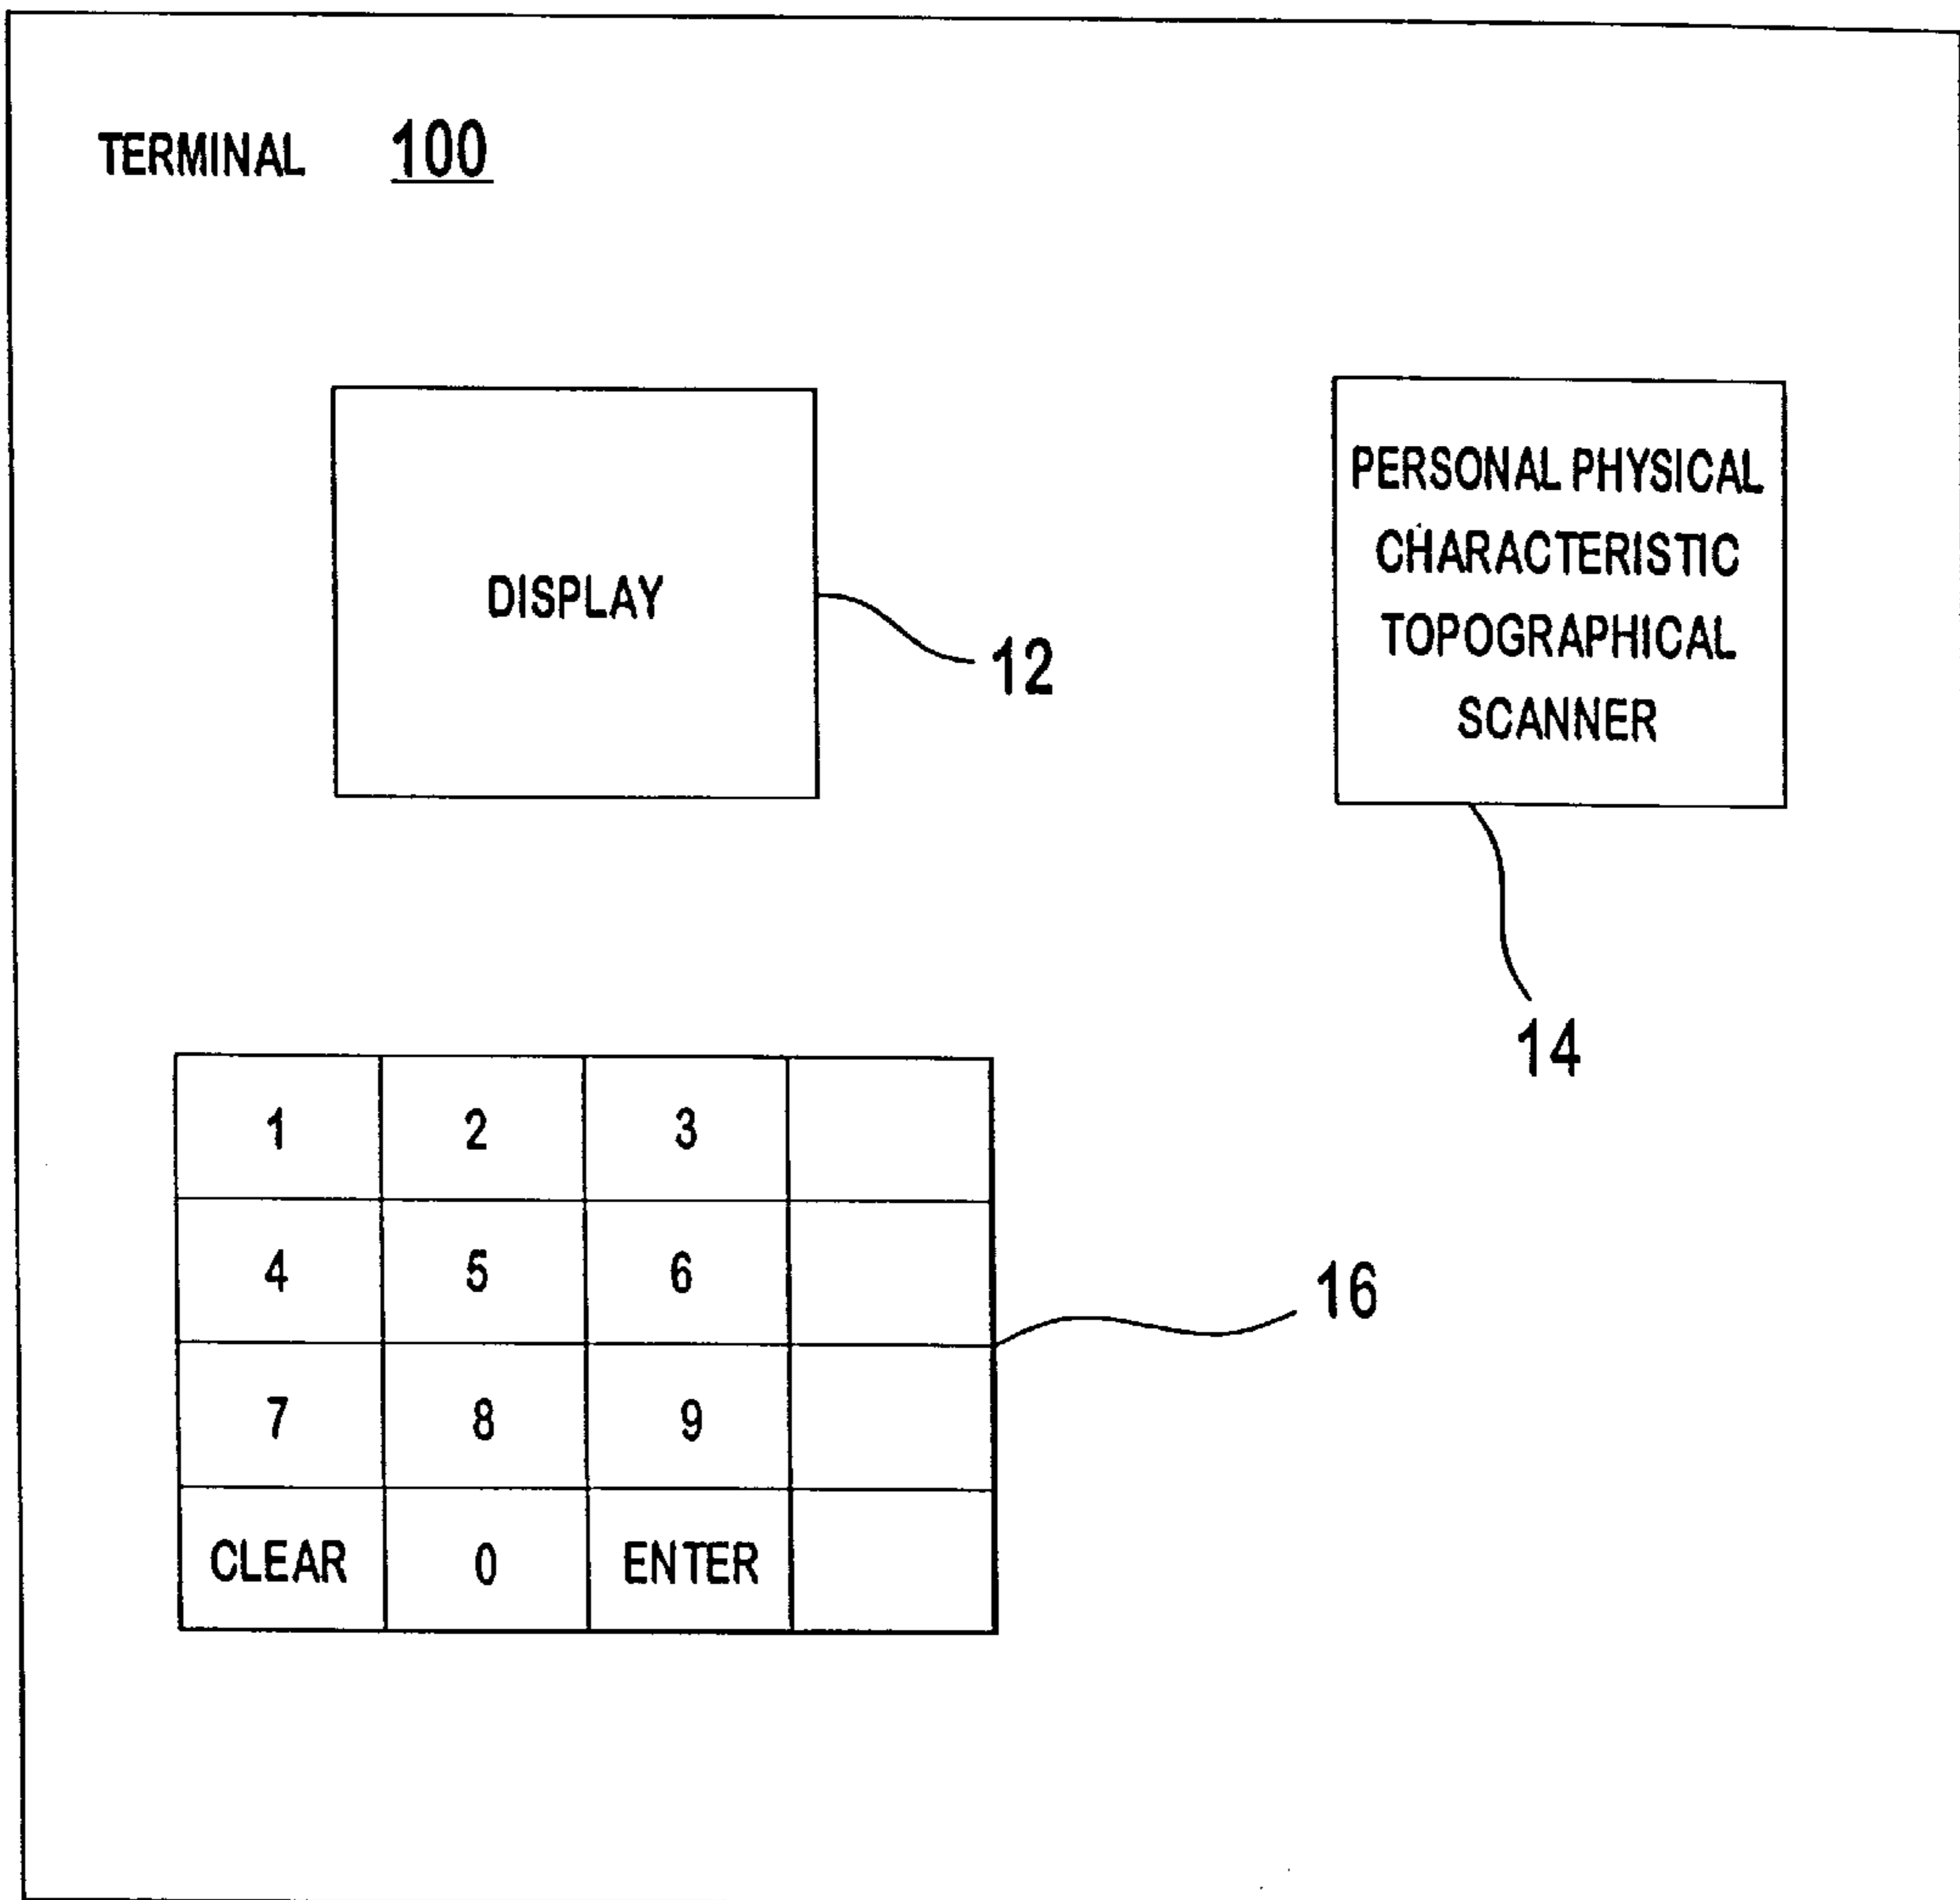 TERMINAL 100
DISPLAY
12
PERSONAL PHYSICAL
CHARACTERISTIC
TOPOGRAPHICAL
SCANNER
14
1 2 3
4 5 6
16
7 8 9
CLEAR 0 ENTER